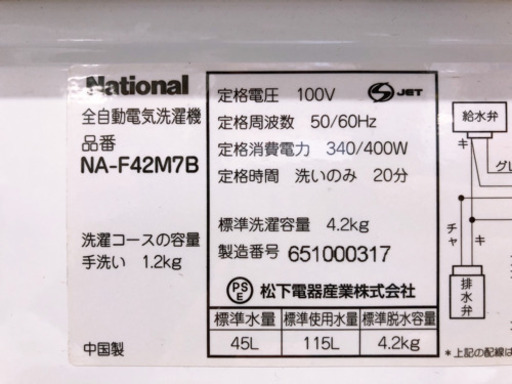 National
全自動電気洗濯機
品番
NA-F42M7B
洗濯コースの容量
手洗い 1.2kg
中国製
定格電圧 100V
JET
定格周波数 50/60Hz
定格消費電力 340/400W
定格時間 洗いのみ 20分
標準洗濯容量 4.2kg
製造番号 651000317
PSE 松下電器産業株式会社
標準水量 標準使用水量 標準脱水容量
45L 115L 4.2kg
給水弁
キ
チャ
キ
排水弁
*上記の配線は